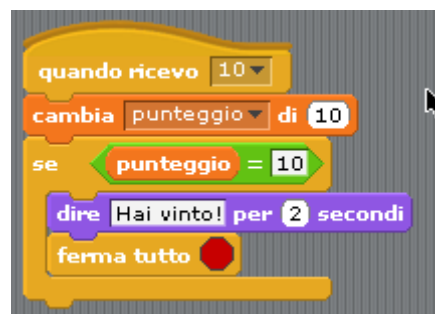 quando ricevo 10
cambia punteggio di 10
se punteggio = 10
dire Hai vinto! per 2 secondi
ferma tutto